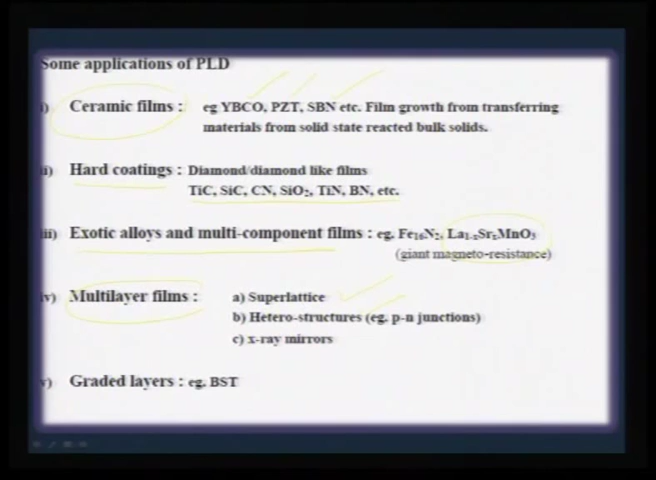 Some applications of PLD
i) Ceramic films : eg YBCO, PZT, SBN etc. Film growth from transferring
materials from solid state reacted bulk solids.
ii) Hard coatings : Diamond/diamond like films
TiC, SiC, CN, SiO₂, TiN, BN, etc.
iii) Exotic alloys and multi-component films : eg. Fe₁₆N₂, La₁₋ₓSrₓMnO₃
(giant magneto-resistance)
iv) Multilayer films : a) Superlattice
b) Hetero-structures (eg. p-n junctions)
c) x-ray mirrors
v) Graded layers : eg. BST